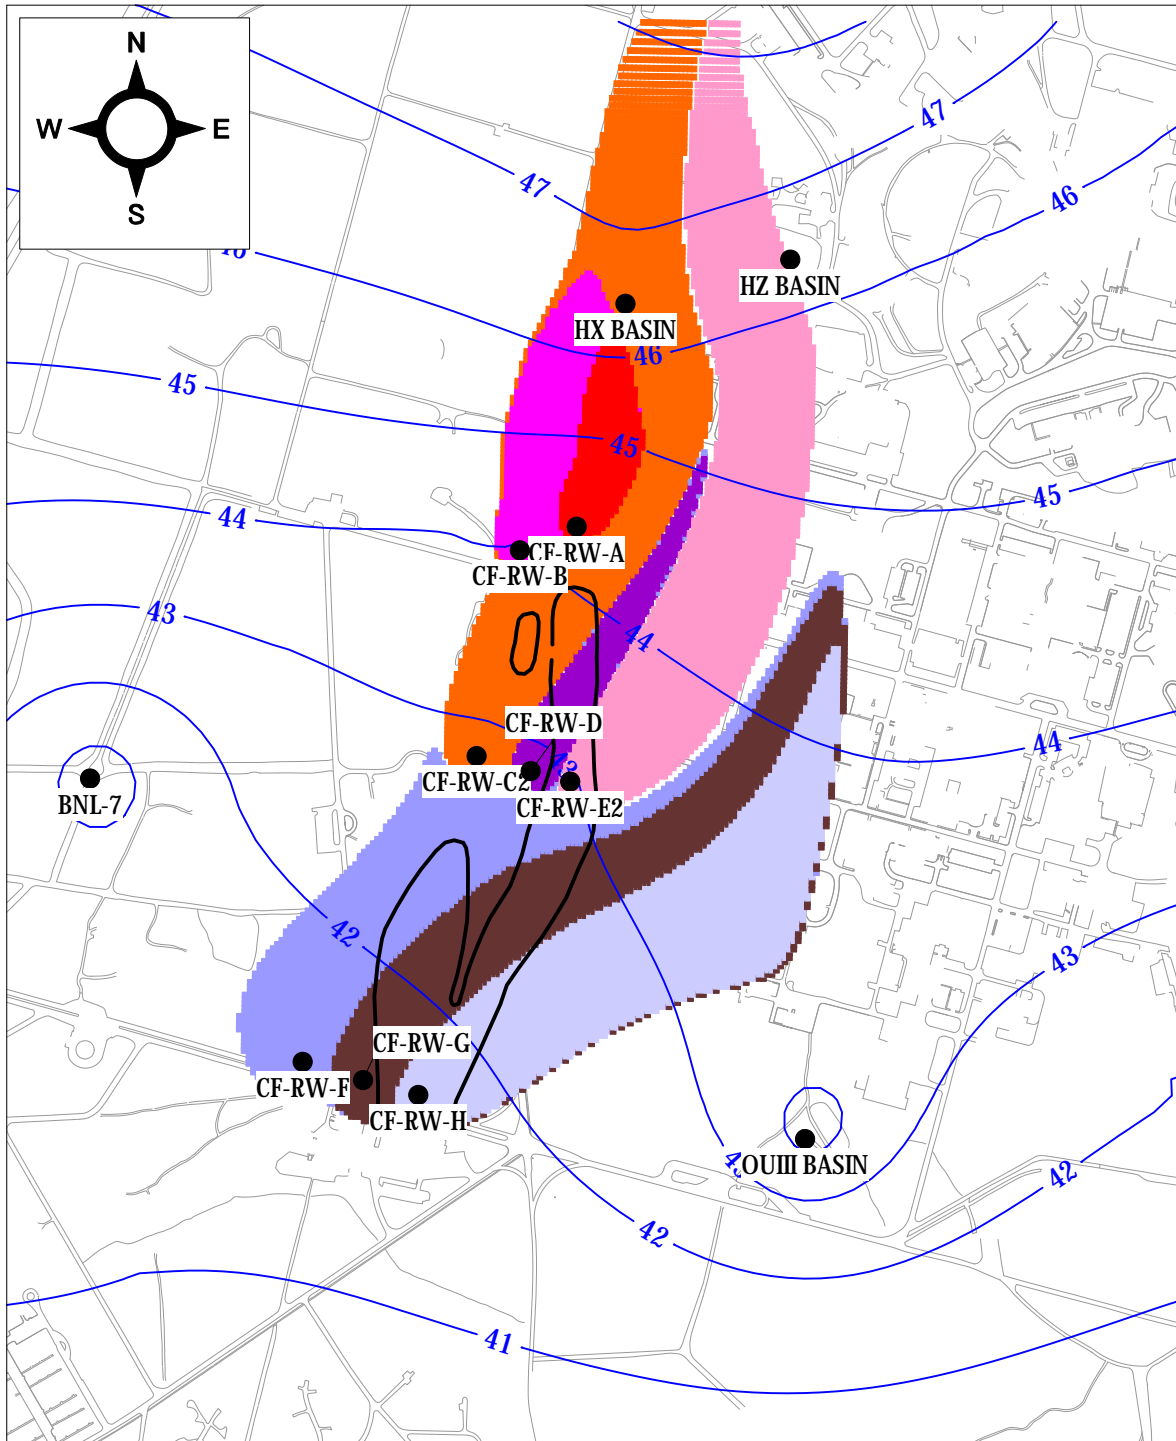 N
W E
S
47
47
46
46
HZ BASIN
HX BASIN
46
45
45
45
44
CF-RW-A
CF-RW-B
43
44
CF-RW-D
44
CF-RW-C2
BNL-7
CF-RW-E2
42
43
CF-RW-G
CF-RW-F
CF-RW-H
OUIII BASIN
42
42
41